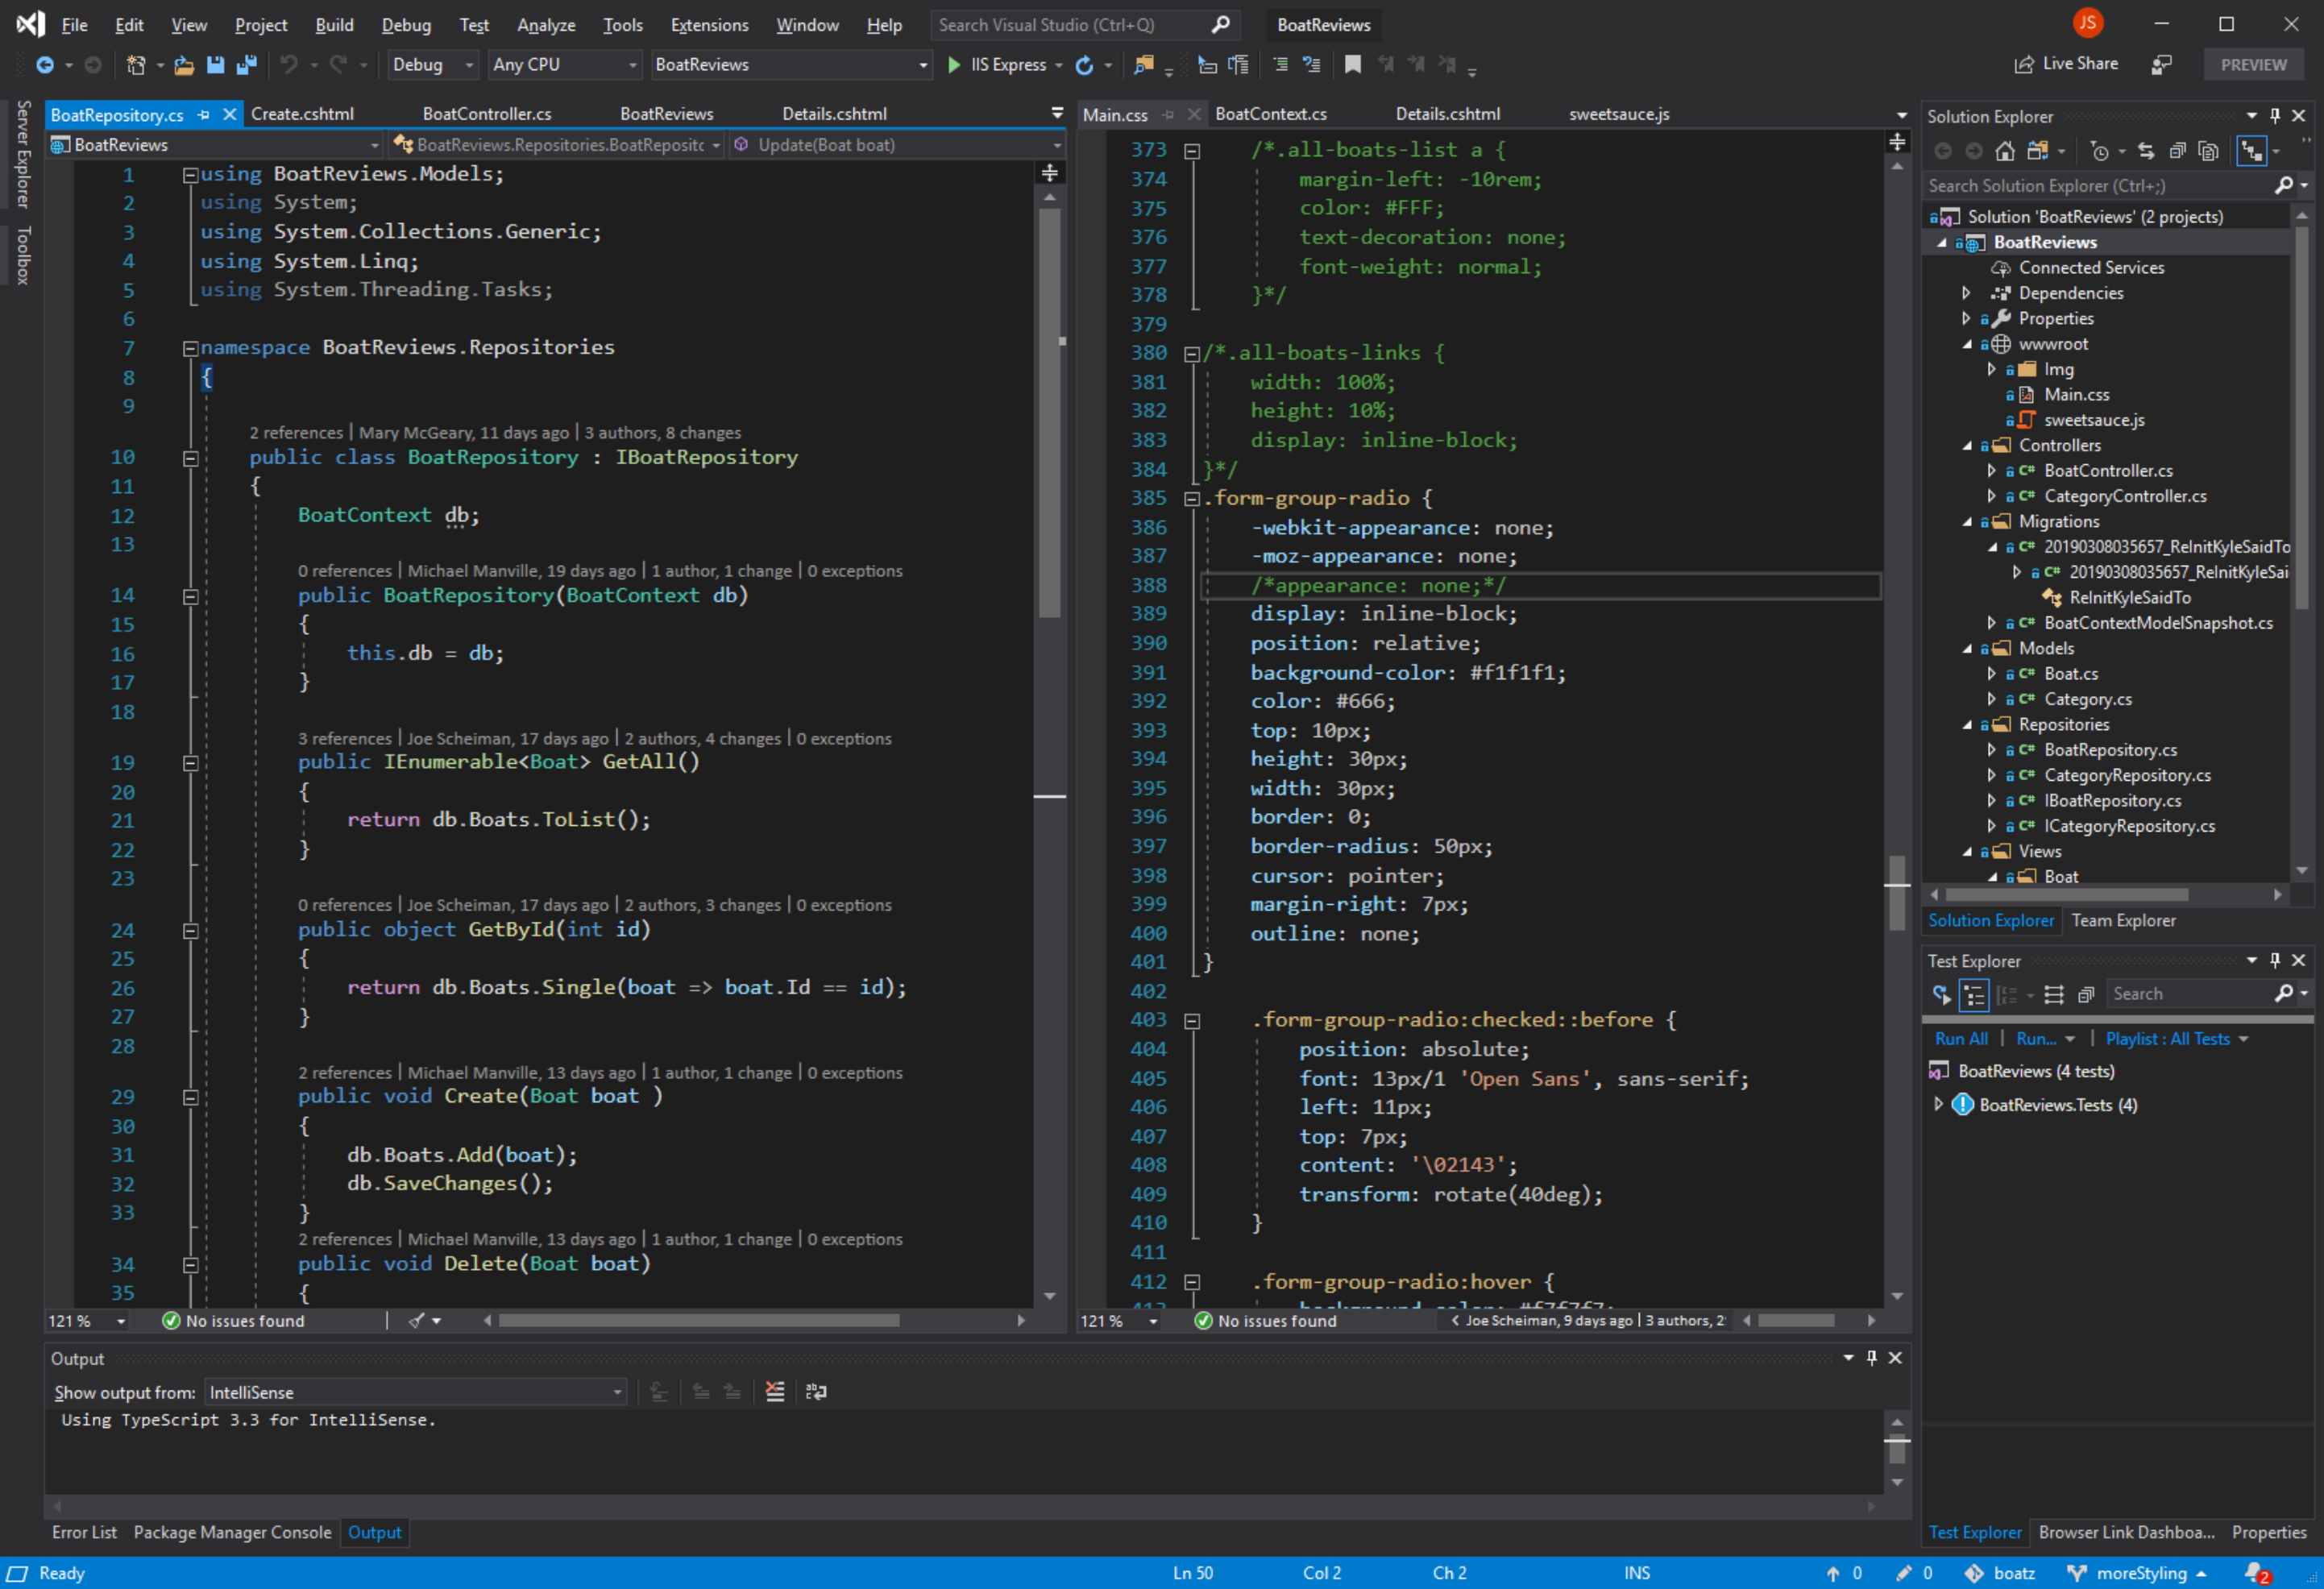 File Edit View Project Build Debug Test Analyze Tools Extensions Window Help Search Visual Studio (Ctrl+Q) BoatReviews JS
Debug Any CPU BoatReviews IIS Express Live Share PREVIEW
Server Explorer
Toolbox
BoatRepository.cs Create.cshtml BoatController.cs BoatReviews Details.cshtml
BoatReviews BoatReviews.Repositories.BoatRepositc Update(Boat boat)
1 using BoatReviews.Models;
2 using System;
3 using System.Collections.Generic;
4 using System.Linq;
5 using System.Threading.Tasks;
6
7 namespace BoatReviews.Repositories
8 {
9
2 references | Mary McGeary, 11 days ago | 3 authors, 8 changes
10 public class BoatRepository : IBoatRepository
11 {
12 BoatContext db;
13
0 references | Michael Manville, 19 days ago | 1 author, 1 change | 0 exceptions
14 public BoatRepository(BoatContext db)
15 {
16 this.db = db;
17 }
18
3 references | Joe Scheiman, 17 days ago | 2 authors, 4 changes | 0 exceptions
19 public IEnumerable<Boat> GetAll()
20 {
21 return db.Boats.ToList();
22 }
23
0 references | Joe Scheiman, 17 days ago | 2 authors, 3 changes | 0 exceptions
24 public object GetById(int id)
25 {
26 return db.Boats.Single(boat => boat.Id == id);
27 }
28
2 references | Michael Manville, 13 days ago | 1 author, 1 change | 0 exceptions
29 public void Create(Boat boat )
30 {
31 db.Boats.Add(boat);
32 db.SaveChanges();
33 }
2 references | Michael Manville, 13 days ago | 1 author, 1 change | 0 exceptions
34 public void Delete(Boat boat)
35 {
121 % No issues found
Main.css BoatContext.cs Details.cshtml sweetsauce.js
373 /*.all-boats-list a {
374 margin-left: -10rem;
375 color: #FFF;
376 text-decoration: none;
377 font-weight: normal;
378 }*/
379
380 /*.all-boats-links {
381 width: 100%;
382 height: 10%;
383 display: inline-block;
384 }*/
385 .form-group-radio {
386 -webkit-appearance: none;
387 -moz-appearance: none;
388 /*appearance: none;*/
389 display: inline-block;
390 position: relative;
391 background-color: #f1f1f1;
392 color: #666;
393 top: 10px;
394 height: 30px;
395 width: 30px;
396 border: 0;
397 border-radius: 50px;
398 cursor: pointer;
399 margin-right: 7px;
400 outline: none;
401 }
402
403 .form-group-radio:checked::before {
404 position: absolute;
405 font: 13px/1 'Open Sans', sans-serif;
406 left: 11px;
407 top: 7px;
408 content: '\02143';
409 transform: rotate(40deg);
410 }
411
412 .form-group-radio:hover {
413 background-color: #f7f7f7;
121 % No issues found < Joe Scheiman, 9 days ago | 3 authors, 2
Solution Explorer
Search Solution Explorer (Ctrl+;)
Solution 'BoatReviews' (2 projects)
BoatReviews
Connected Services
Dependencies
Properties
wwwroot
Img
Main.css
sweetsauce.js
Controllers
C# BoatController.cs
C# CategoryController.cs
Migrations
C# 20190308035657_ReInitKyleSaidTo
C# 20190308035657_ReInitKyleSai
ReInitKyleSaidTo
C# BoatContextModelSnapshot.cs
Models
C# Boat.cs
C# Category.cs
Repositories
C# BoatRepository.cs
C# CategoryRepository.cs
C# IBoatRepository.cs
C# ICategoryRepository.cs
Views
Boat
Solution Explorer Team Explorer
Test Explorer
Search
Run All | Run... | Playlist : All Tests
BoatReviews (4 tests)
BoatReviews.Tests (4)
Output
Show output from: IntelliSense
Using TypeScript 3.3 for IntelliSense.
Error List Package Manager Console Output
Test Explorer Browser Link Dashboa... Properties
Ready Ln 50 Col 2 Ch 2 INS 0 0 boatz moreStyling 2